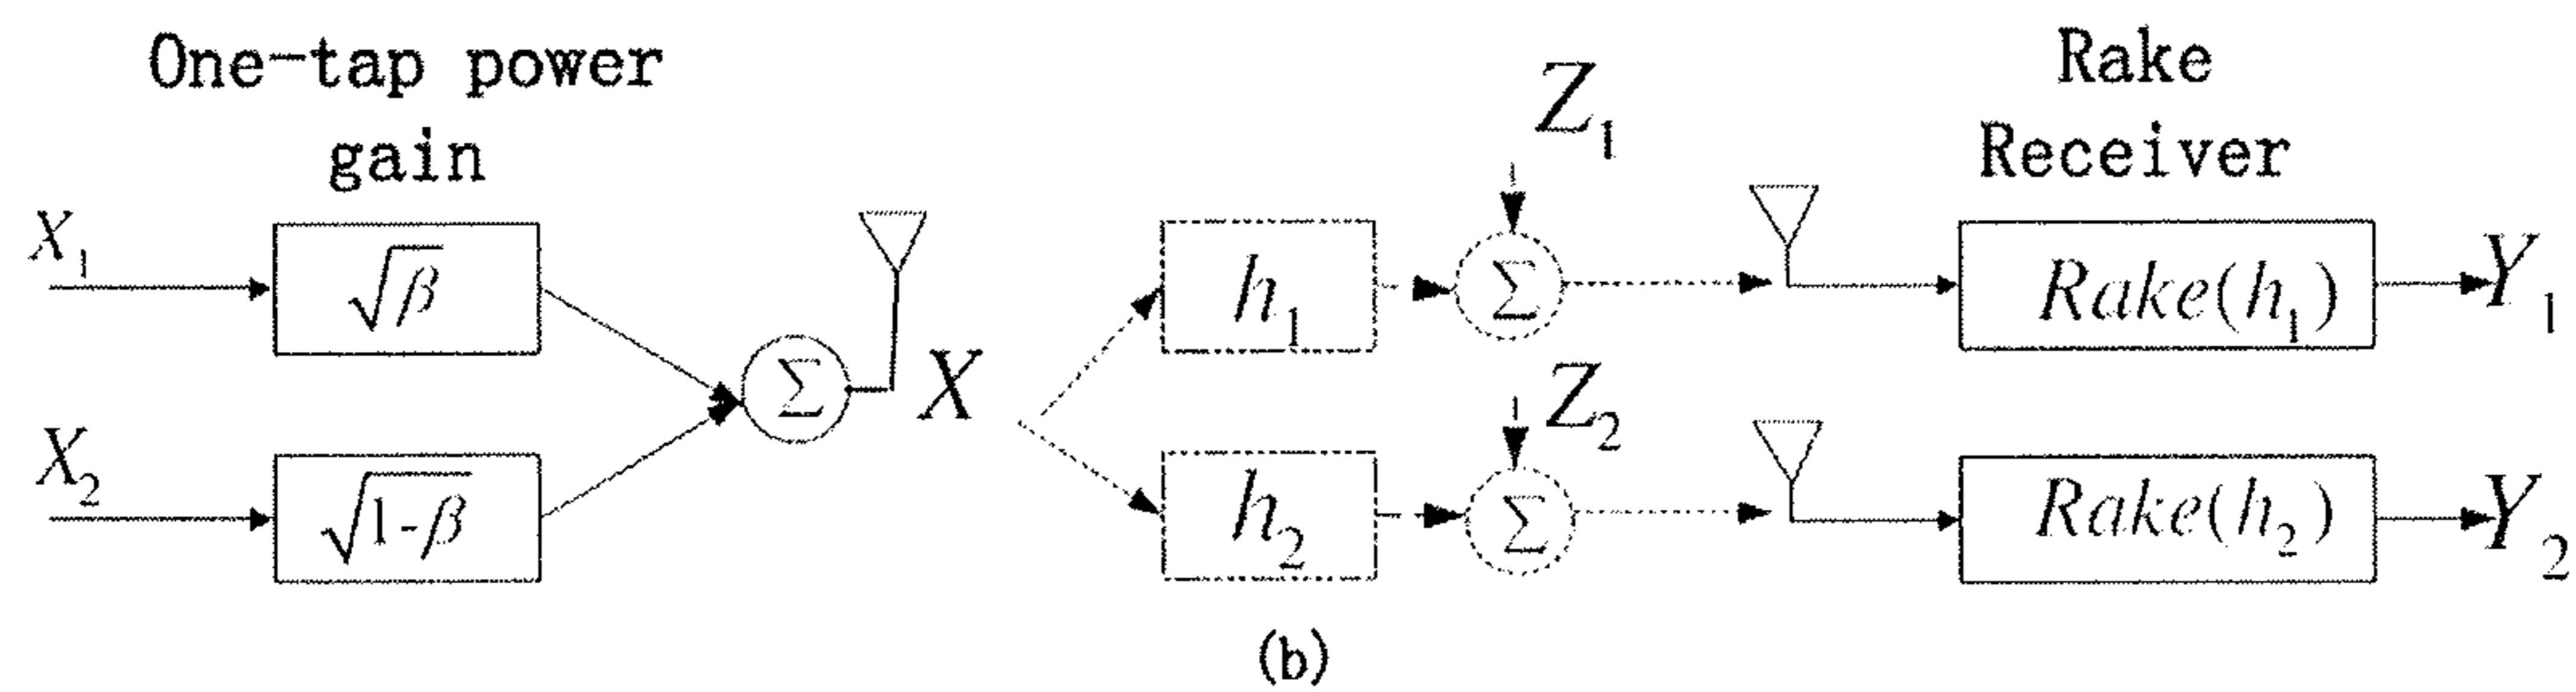 One-tap power gain
Rake Receiver
X₁
√β
X₂
√1-β
Σ
X
h₁
Z₁
Σ
Rake(h₁)
Y₁
h₂
Z₂
Σ
Rake(h₂)
Y₂
(b)